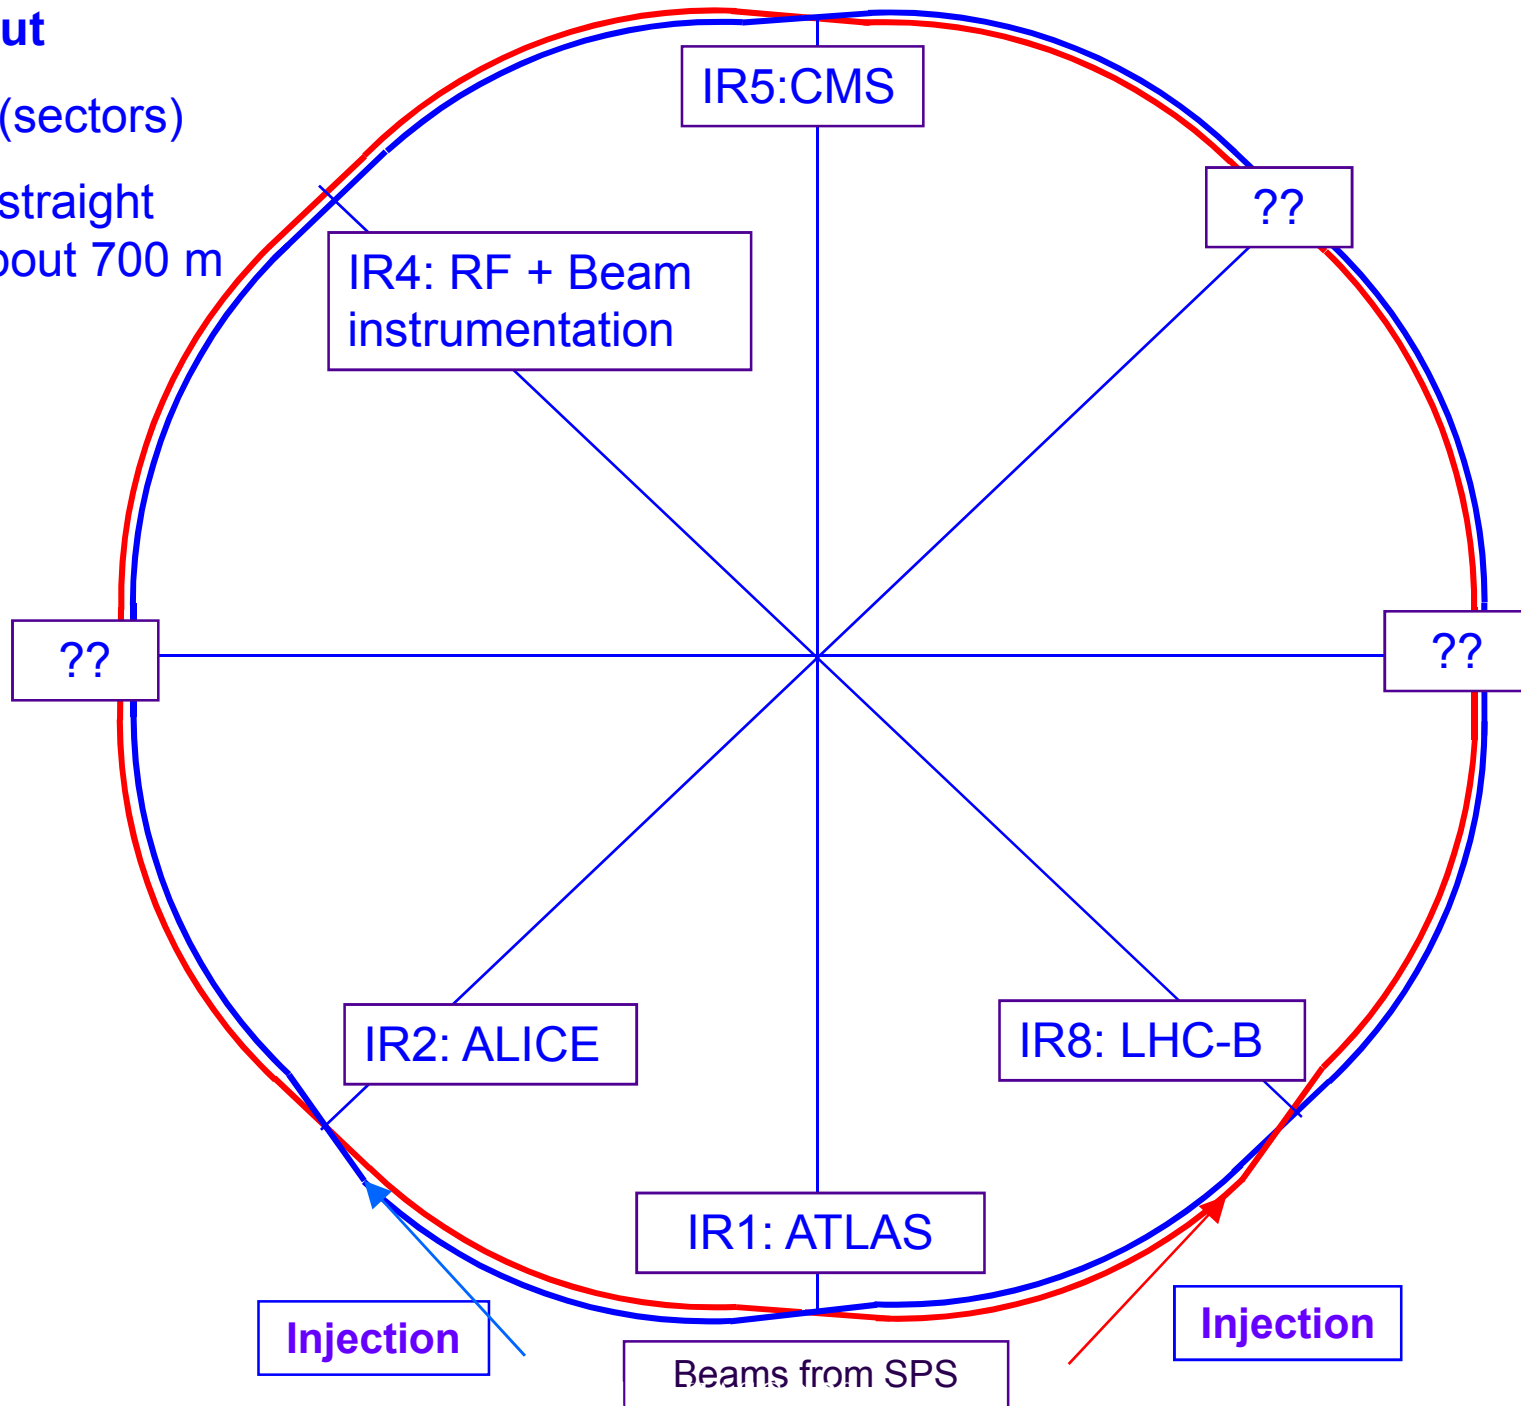 ut
IR5:CMS
(sectors)
straight
bout 700 m
??
IR4: RF + Beam
instrumentation
??
??
IR2: ALICE
IR8: LHC-B
IR1: ATLAS
Injection
Injection
Beams from SPS